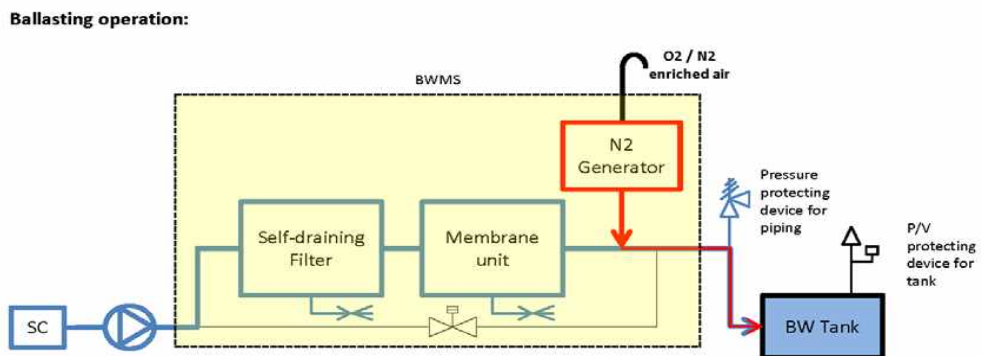 Ballasting operation:
O2 / N2
enriched air
BWMS
N2
Generator
Pressure
protecting
device for
piping
P/V
protecting
device for
tank
Self-draining
Filter
Membrane
unit
SC
BW Tank